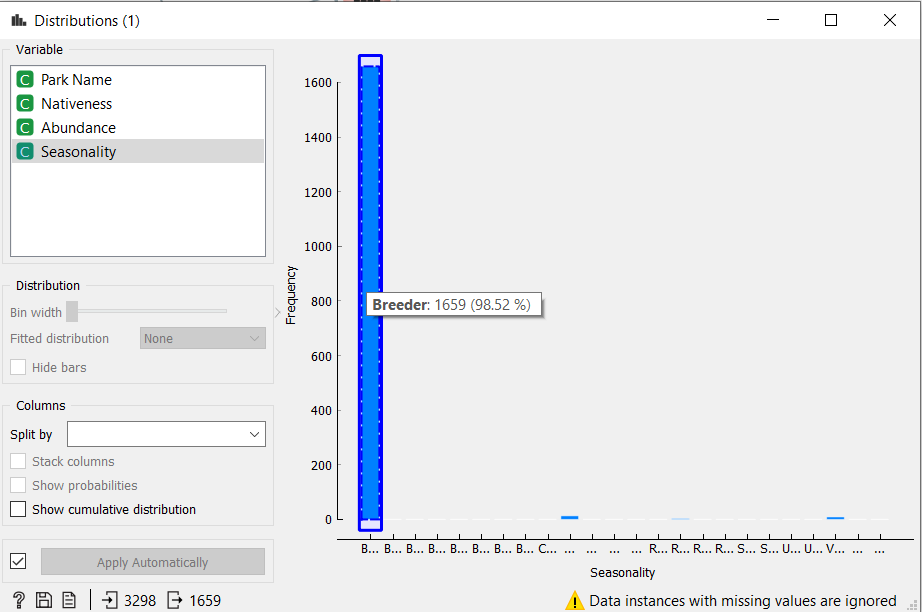 Distributions (1)
Variable
C Park Name
C Nativeness
C Abundance
C Seasonality
Distribution
Bin width
Fitted distribution None
Hide bars
Columns
Split by
Stack columns
Show probabilities
Show cumulative distribution
Apply Automatically
? 3298 1659
Frequency
1600
1400
1200
1000
800
600
400
200
0
Breeder: 1659 (98.52 %)
B... B... B... B... B... B... B... B... C... ... ... ... ... R... R... R... R... S... S... U... U... V... ... ...
Seasonality
Data instances with missing values are ignored